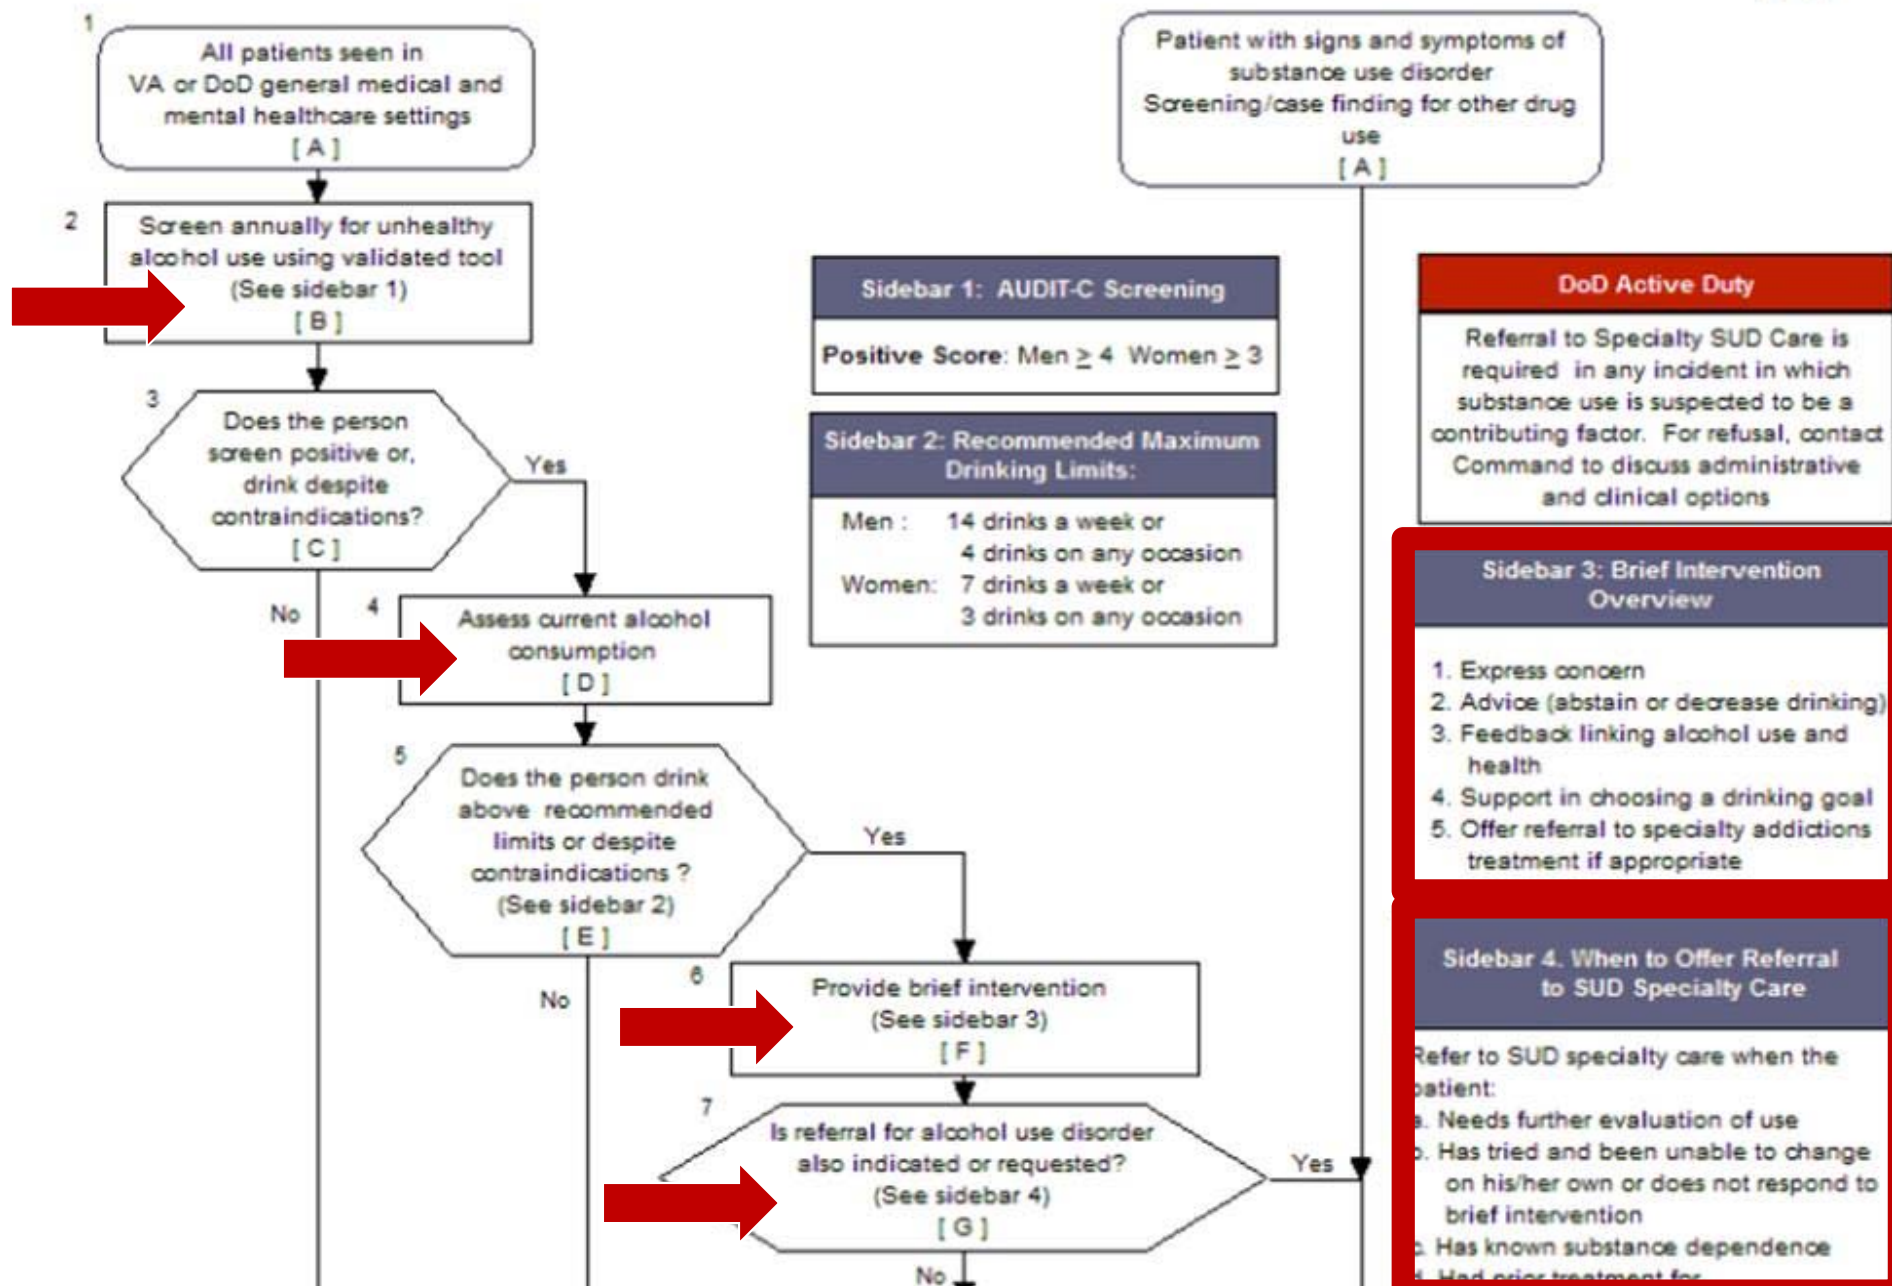 1
All patients seen in
VA or DoD general medical and
mental healthcare settings
[ A ]
2
Screen annually for unhealthy
alcohol use using validated tool
(See sidebar 1)
[ B ]
3
Does the person
screen positive or,
drink despite
contraindications?
[ C ]
Yes
No
4
Assess current alcohol
consumption
[ D ]
5
Does the person drink
above recommended
limits or despite
contraindications ?
(See sidebar 2)
[ E ]
Yes
No
6
Provide brief intervention
(See sidebar 3)
[ F ]
7
Is referral for alcohol use disorder
also indicated or requested?
(See sidebar 4)
[ G ]
Yes
No
Patient with signs and symptoms of
substance use disorder
Screening/case finding for other drug
use
[ A ]
Sidebar 1: AUDIT-C Screening
Positive Score: Men ≥ 4 Women ≥ 3
Sidebar 2: Recommended Maximum
Drinking Limits:
Men : 14 drinks a week or
4 drinks on any occasion
Women: 7 drinks a week or
3 drinks on any occasion
DoD Active Duty
Referral to Specialty SUD Care is
required in any incident in which
substance use is suspected to be a
contributing factor. For refusal, contact
Command to discuss administrative
and clinical options
Sidebar 3: Brief Intervention
Overview
1. Express concern
2. Advice (abstain or decrease drinking)
3. Feedback linking alcohol use and
health
4. Support in choosing a drinking goal
5. Offer referral to specialty addictions
treatment if appropriate
Sidebar 4. When to Offer Referral
to SUD Specialty Care
Refer to SUD specialty care when the
patient:
a. Needs further evaluation of use
b. Has tried and been unable to change
on his/her own or does not respond to
brief intervention
c. Has known substance dependence
d. Had prior treatment for